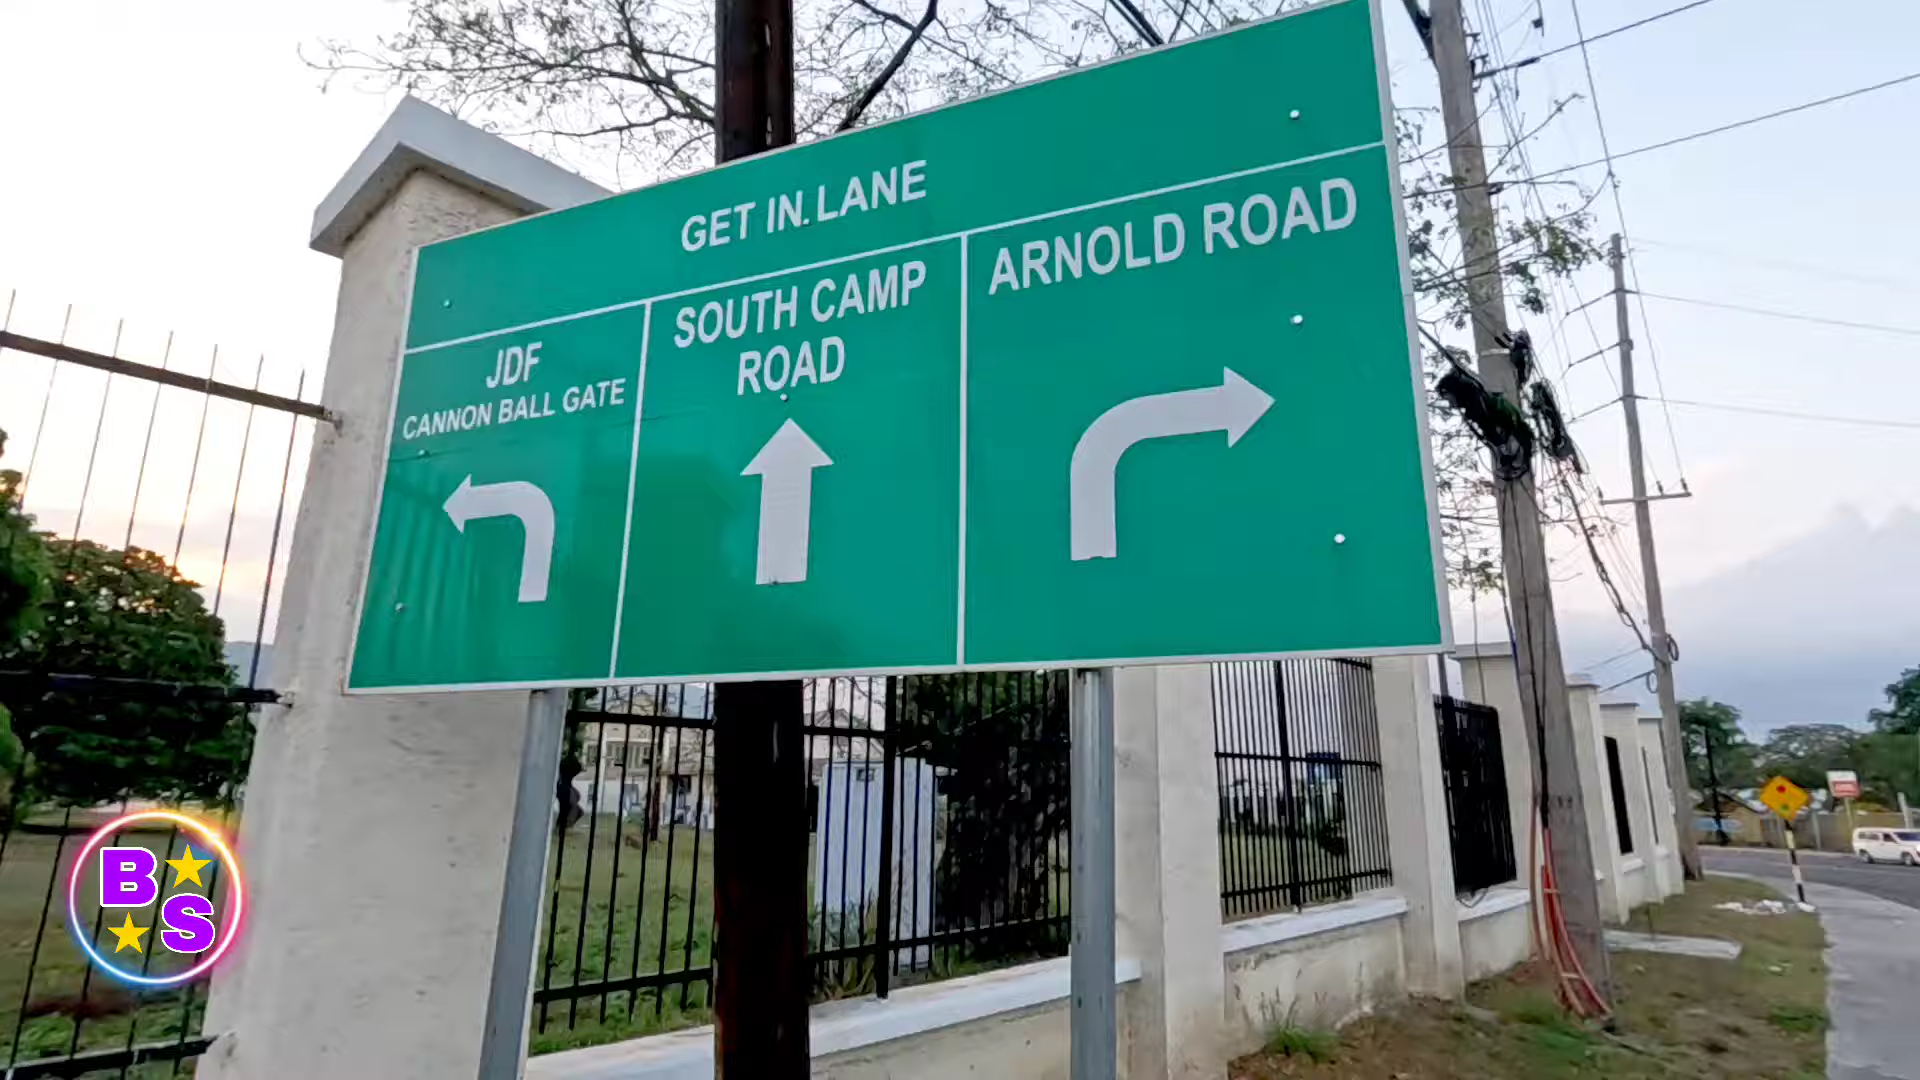 GET IN.LANE
JDF
CANNON BALL GATE
SOUTH CAMP
ROAD
ARNOLD ROAD
B
S